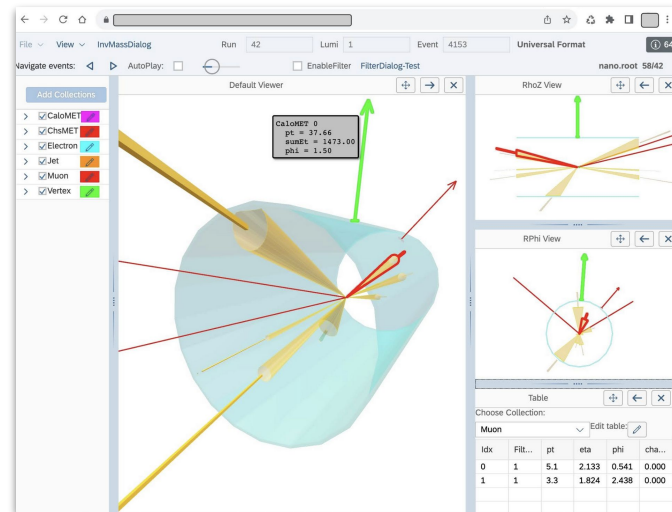 File View InvMassDialog Run 42 Lumi 1 Event 4153 Universal Format 64
Navigate events: AutoPlay: EnableFilter FilterDialog-Test nano.root 58/42
Add Collections
CaloMET
ChsMET
Electron
Jet
Muon
Vertex
Default Viewer
CaloMET 0
pt = 37.66
sumEt = 1473.00
phi = 1.50
RhoZ View
RPhi View
Table
Choose Collection:
Muon Edit table:
Idx Filt... pt eta phi cha...
0 1 5.1 2.133 0.541 0.000
1 1 3.3 1.824 2.438 0.000